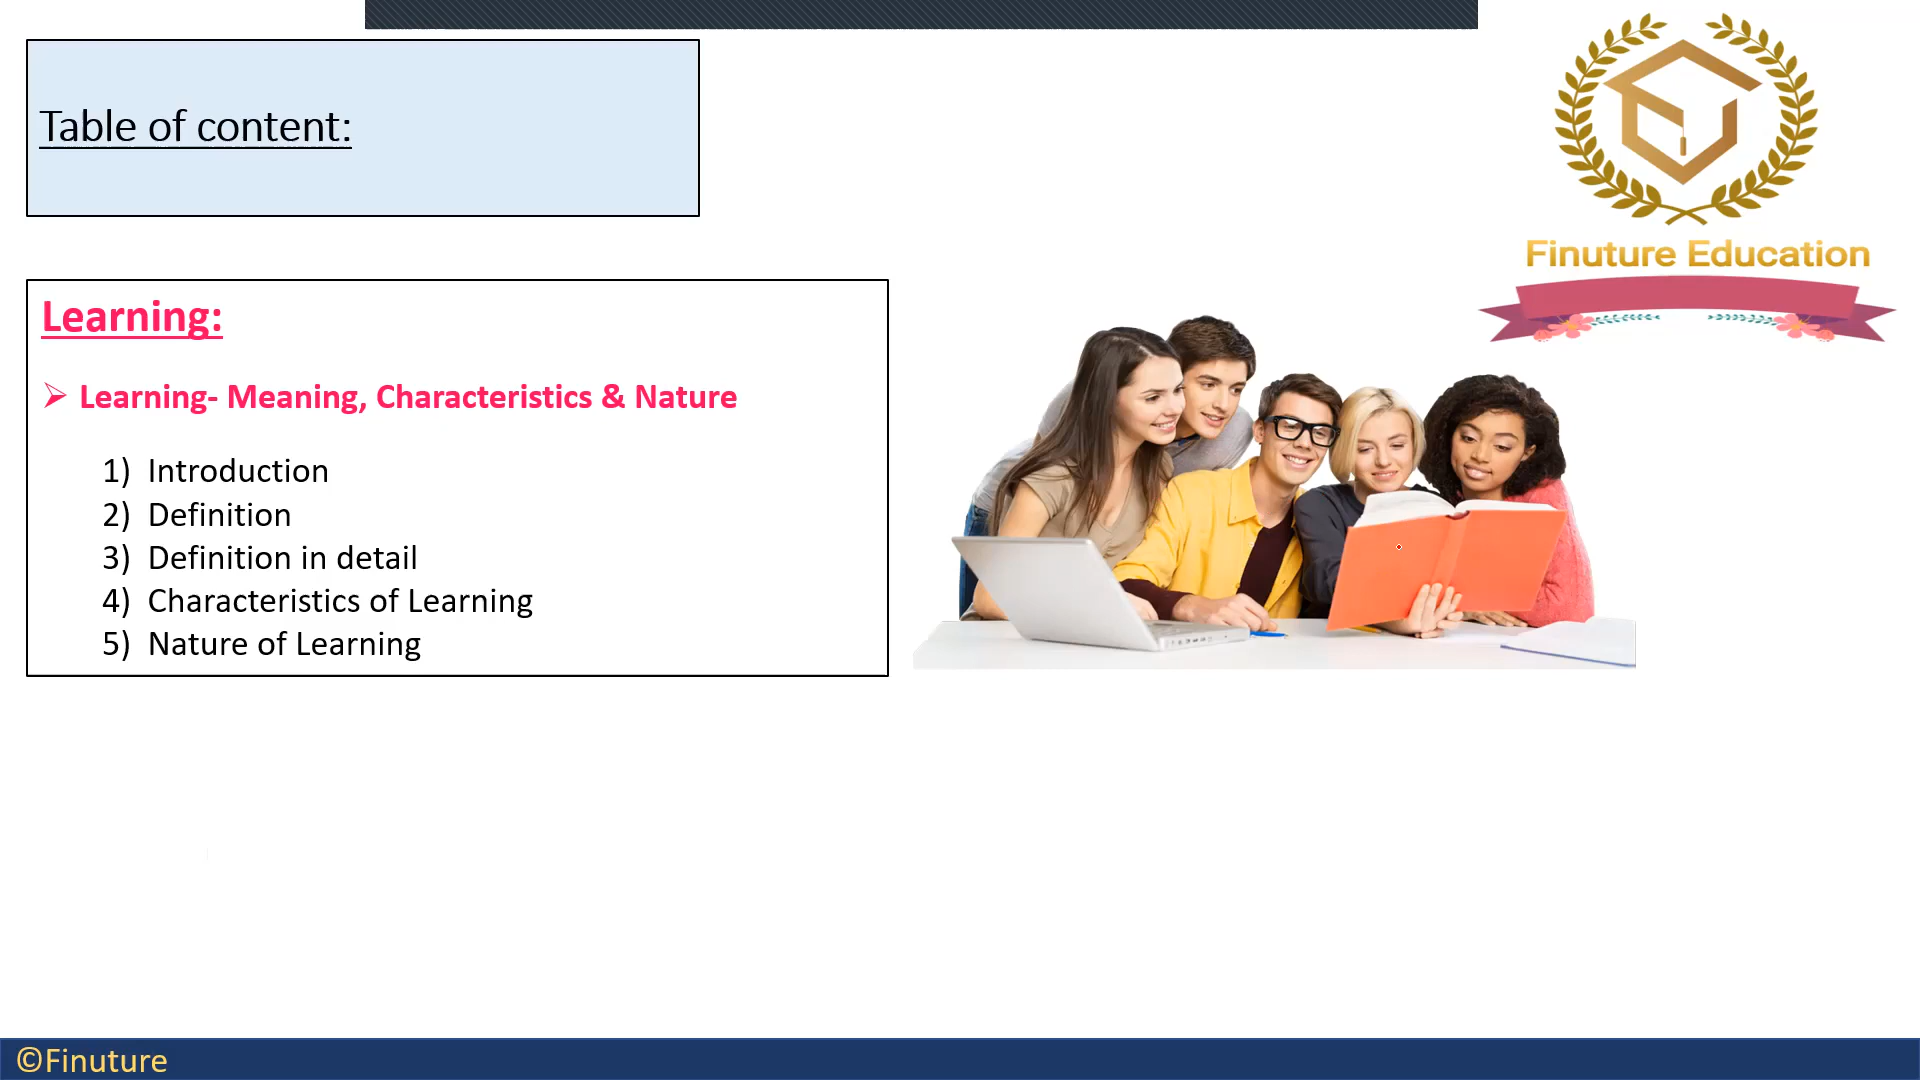 Table of content:
Finuture Education
Learning:
➢ Learning- Meaning, Characteristics & Nature
1) Introduction
2) Definition
3) Definition in detail
4) Characteristics of Learning
5) Nature of Learning
©Finuture